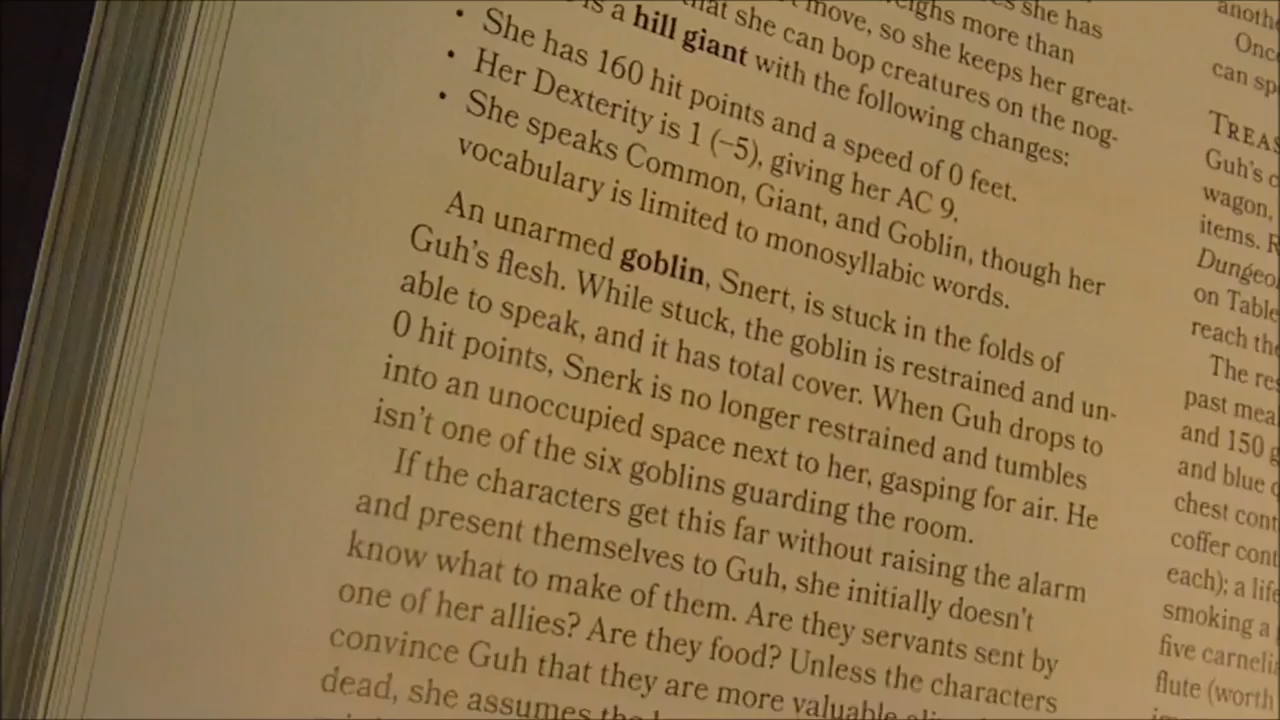 she has
eighs more than
move, so she keeps her great-
that she can bop creatures on the nog-
is a hill giant with the following changes:
• She has 160 hit points and a speed of 0 feet.
• Her Dexterity is 1 (–5), giving her AC 9.
• She speaks Common, Giant, and Goblin, though her
vocabulary is limited to monosyllabic words.
An unarmed goblin, Snert, is stuck in the folds of
Guh's flesh. While stuck, the goblin is restrained and un-
able to speak, and it has total cover. When Guh drops to
0 hit points, Snerk is no longer restrained and tumbles
into an unoccupied space next to her, gasping for air. He
isn't one of the six goblins guarding the room.
If the characters get this far without raising the alarm
and present themselves to Guh, she initially doesn't
know what to make of them. Are they servants sent by
one of her allies? Are they food? Unless the characters
convince Guh that they are more valuable
dead, she assumes the
anoth
Onc
can sp
TREAS
Guh's c
wagon,
items. R
Dungeo
on Table
reach the
The res
past mea
and 150 g
and blue
chest cont
coffer cont
each); a life
smoking a
five carneli
flute (worth